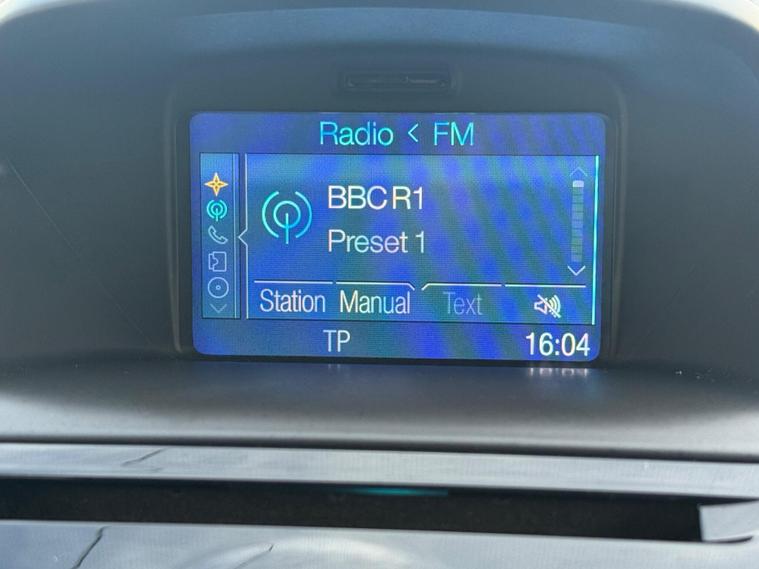 Radio < FM
BBC R1
Preset 1
Station Manual Text
TP 16:04